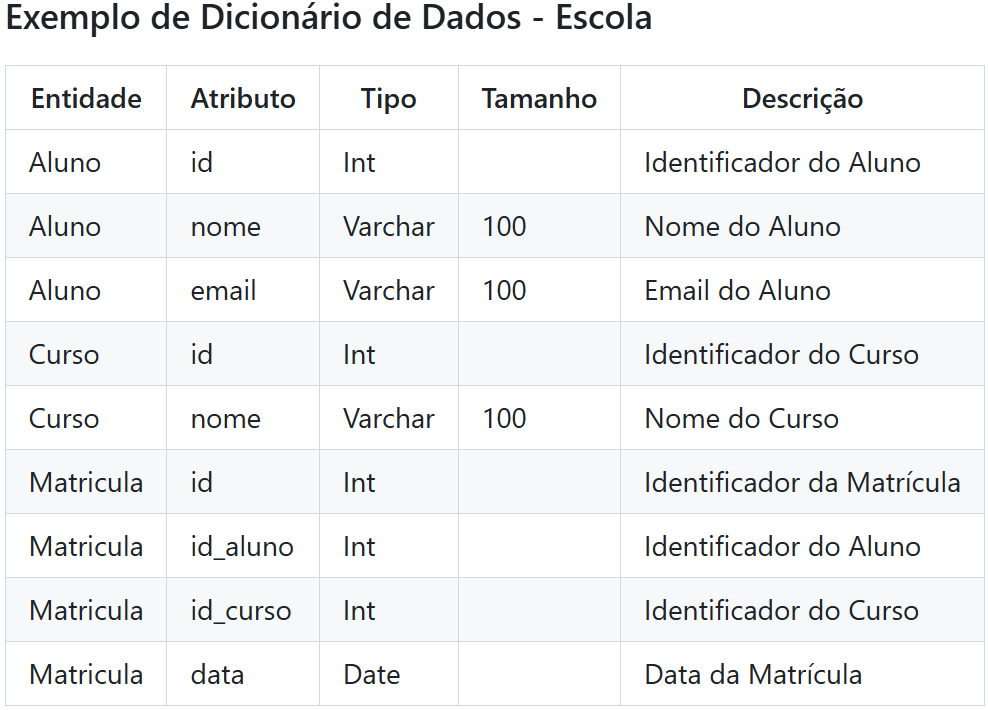 Exemplo de Dicionário de Dados - Escola
Entidade Atributo Tipo Tamanho Descrição
Aluno id Int Identificador do Aluno
Aluno nome Varchar 100 Nome do Aluno
Aluno email Varchar 100 Email do Aluno
Curso id Int Identificador do Curso
Curso nome Varchar 100 Nome do Curso
Matricula id Int Identificador da Matrícula
Matricula id_aluno Int Identificador do Aluno
Matricula id_curso Int Identificador do Curso
Matricula data Date Data da Matrícula